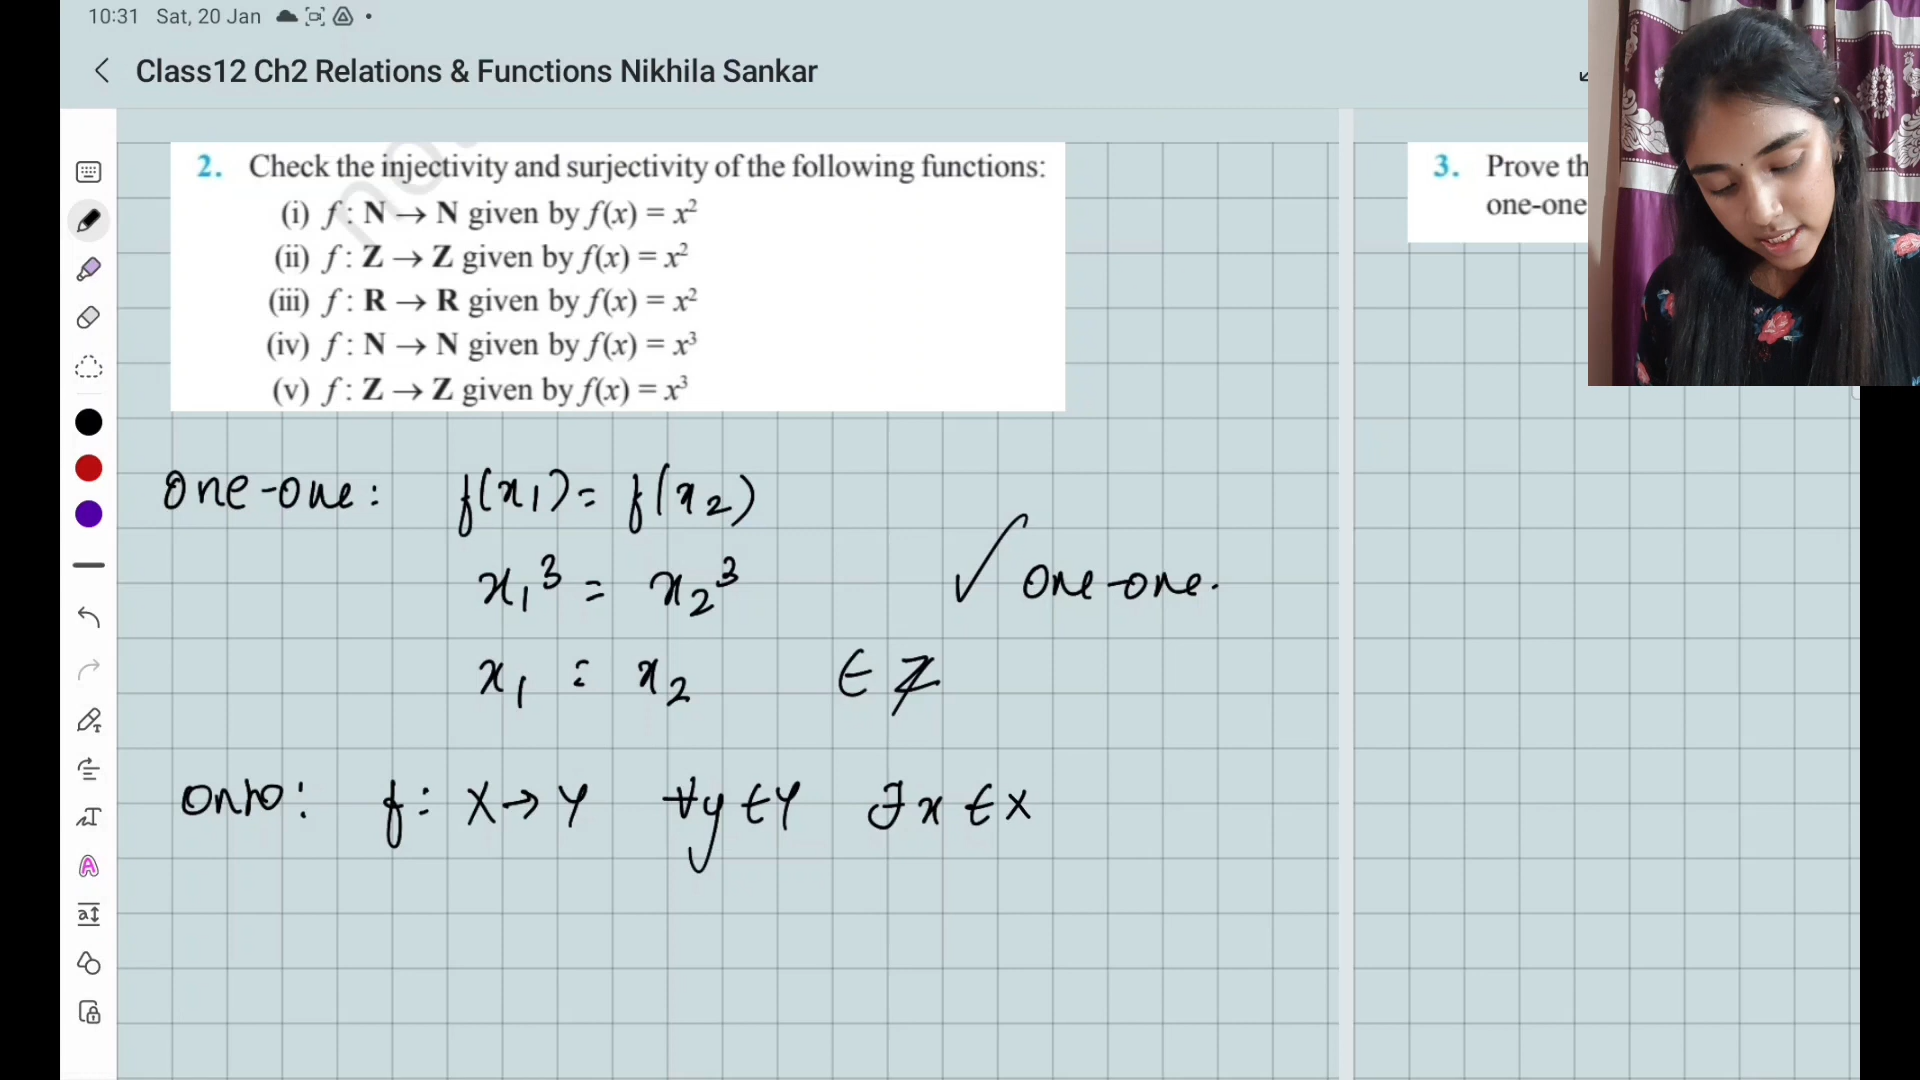 10:31 Sat, 20 Jan
Class12 Ch2 Relations & Functions Nikhila Sankar
2. Check the injectivity and surjectivity of the following functions:
(i) f : N → N given by f(x) = x²
(ii) f : Z → Z given by f(x) = x²
(iii) f : R → R given by f(x) = x²
(iv) f : N → N given by f(x) = x³
(v) f : Z → Z given by f(x) = x³
3. Prove th
one-one
one-one: f(x₁) = f(x₂)
x₁³ = x₂³ ✓ one-one.
x₁ = x₂ ∈ Z
onto: f: X → Y ∀y ∈ Y ∃x ∈ X